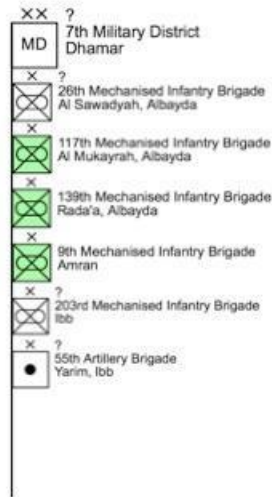 XX ?
7th Military District
MD
Dhamar
X ?
26th Mechanised Infantry Brigade
Al Sawadyah, Albayda
X
117th Mechanised Infantry Brigade
Al Mukayrah, Albayda
X
139th Mechanised Infantry Brigade
Rada'a, Albayda
X
9th Mechanised Infantry Brigade
Amran
X ?
203rd Mechanised Infantry Brigade
Ibb
X ?
55th Artillery Brigade
Yarim, Ibb